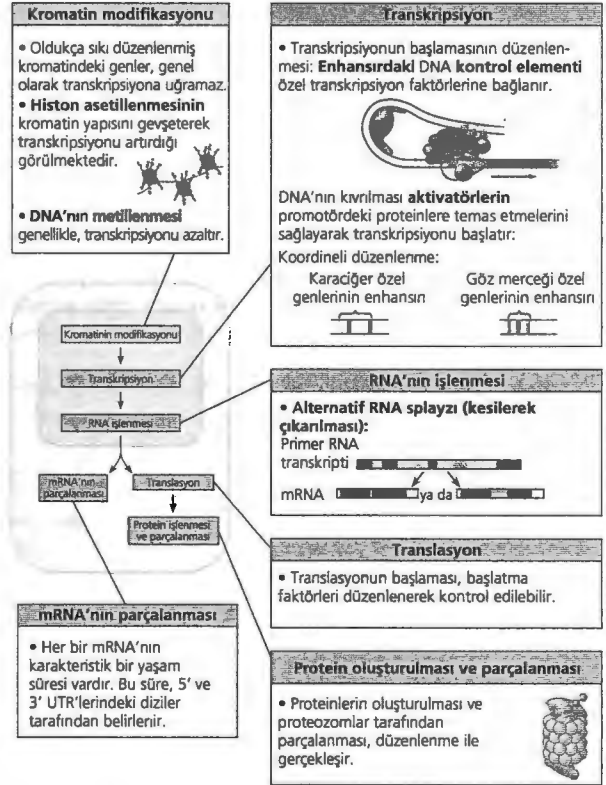 Kromatin modifikasyonu
• Oldukça sıkı düzenlenmiş
kromatindeki genler, genel
olarak transkripsiyona uğramaz.
• Histon asetillenmesinin
kromatin yapısını gevşeterek
transkripsiyonu artırdığı
görülmektedir.
• DNA'nın metillenmesi
genellikle, transkripsiyonu azaltır.
Transkripsiyon
• Transkripsiyonun başlamasının düzenlen-
mesi: Enhansırdaki DNA kontrol elementi
özel transkripsiyon faktörlerine bağlanır.
DNA'nın kıvrılması aktivatörlerin
promotördeki proteinlere temas etmelerini
sağlayarak transkripsiyonu başlatır:
Koordineli düzenlenme:
Karaciğer özel
genlerinin enhansırı
Göz merceği özel
genlerinin enhansırı
Kromatinin modifikasyonu
Transkripsiyon
RNA işlenmesi
mRNA'nın
parçalanması
Translasyon
Protein işlenmesi
ve parçalanması
RNA'nın işlenmesi
• Alternatif RNA splayzı (kesilerek
çıkarılması):
Primer RNA
transkripti
mRNA ya da
Translasyon
• Translasyonun başlaması, başlatma
faktörleri düzenlenerek kontrol edilebilir.
mRNA'nın parçalanması
• Her bir mRNA'nın
karakteristik bir yaşam
süresi vardır. Bu süre, 5' ve
3' UTR'lerindeki diziler
tarafından belirlenir.
Protein oluşturulması ve parçalanması
• Proteinlerin oluşturulması ve
proteozomlar tarafından
parçalanması, düzenlenme ile
gerçekleşir.